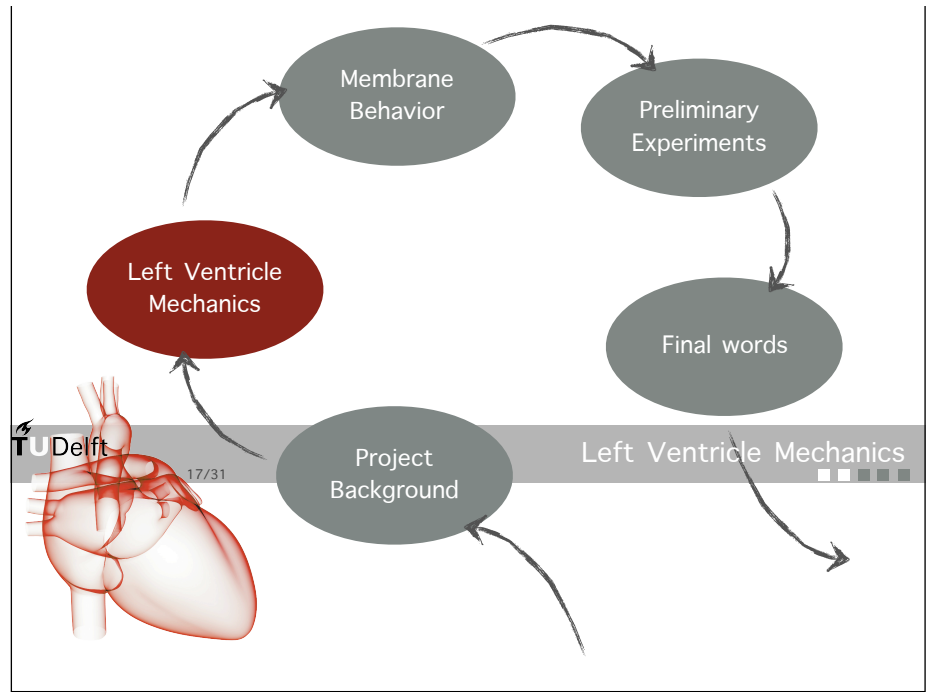 Membrane
Behavior
Preliminary
Experiments
Left Ventricle
Mechanics
Final words
TUDelft
17/31
Project
Background
Left Ventricle Mechanics